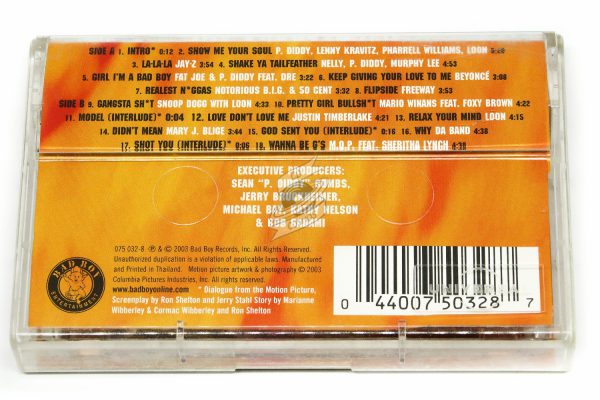 SIDE A 1. INTRO* 0:12 2. SHOW ME YOUR SOUL P. DIDDY, LENNY KRAVITZ, PHARRELL WILLIAMS, LOON 5:20
3. LA-LA-LA JAY-Z 3:54 4. SHAKE YA TAILFEATHER NELLY, P. DIDDY, MURPHY LEE 4:53
5. GIRL I'M A BAD BOY FAT JOE & P. DIDDY FEAT. DRE 3:22 6. KEEP GIVING YOUR LOVE TO ME BEYONCÉ 3:08
7. REALEST N*GGAS NOTORIOUS B.I.G. & 50 CENT 3:22 8. FLIPSIDE FREEWAY 3:53
SIDE B 9. GANGSTA SH*T SNOOP DOGG WITH LOON 4:33 10. PRETTY GIRL BULLSH*T MARIO WINANS FEAT. FOXY BROWN 4:22
11. MODEL (INTERLUDE)* 0:04 12. LOVE DON'T LOVE ME JUSTIN TIMBERLAKE 4:21 13. RELAX YOUR MIND LOON 4:15
14. DIDN'T MEAN MARY J. BLIGE 3:44 15. GOD SENT YOU (INTERLUDE)* 0:16 16. WHY DA BAND 4:38
17. SHOT YOU (INTERLUDE)* 0:06 18. WANNA BE G'S M.O.P. FEAT. SHERITHA LYNCH 4:38
EXECUTIVE PRODUCERS:
SEAN "P. DIDDY" COMBS,
JERRY BRUCKHEIMER,
MICHAEL BAY, KATHY NELSON
& BOB BADAMI
075 032-8 ℗ & © 2003 Bad Boy Records, Inc. All Rights Reserved.
Unauthorized duplication is a violation of applicable laws. Manufactured
and Printed in Thailand. Motion picture artwork & photography © 2003
Columbia Pictures Industries, Inc. All rights reserved.
www.badboyonline.com * Dialogue from the Motion Picture,
Screenplay by Ron Shelton and Jerry Stahl Story by Marianne
Wibberley & Cormac Wibberley and Ron Shelton
BAD BOY
ENTERTAINMENT
0 44007 50328 7